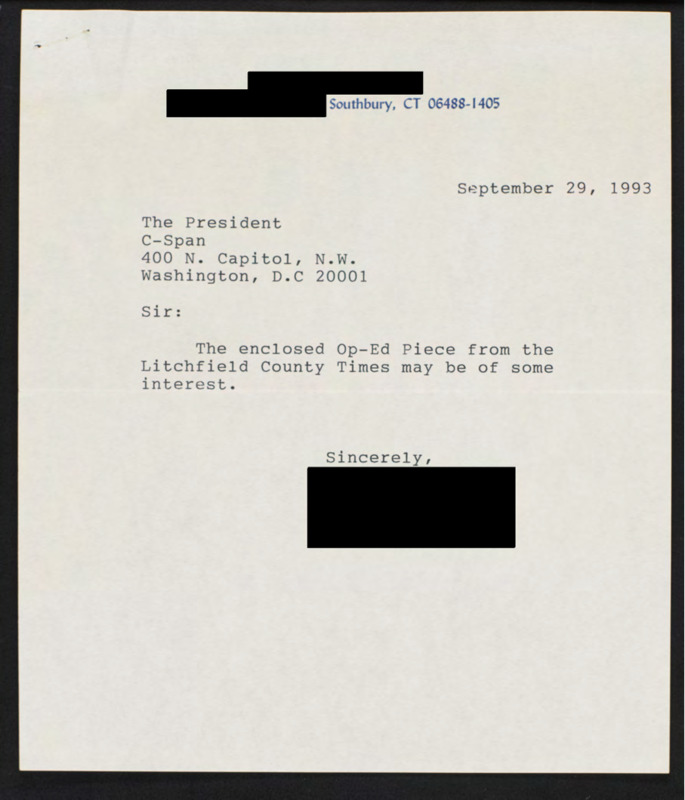 Southbury, CT 06488-1405
September 29, 1993
The President
C-Span
400 N. Capitol, N.W.
Washington, D.C 20001
Sir:
The enclosed Op-Ed Piece from the
Litchfield County Times may be of some
interest.
Sincerely,